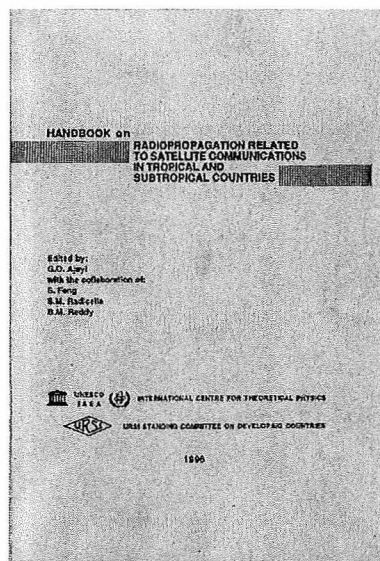 HANDBOOK on
RADIOPROPAGATION RELATED
TO SATELLITE COMMUNICATIONS
IN TROPICAL AND
SUBTROPICAL COUNTRIES
Edited by:
G.O. Ajayi
with the collaboration of:
S. Feng
S.M. Radicella
B.M. Reddy
UNESCO
IAEA
INTERNATIONAL CENTRE FOR THEORETICAL PHYSICS
URSI
URSI STANDING COMMITTEE ON DEVELOPING COUNTRIES
1996